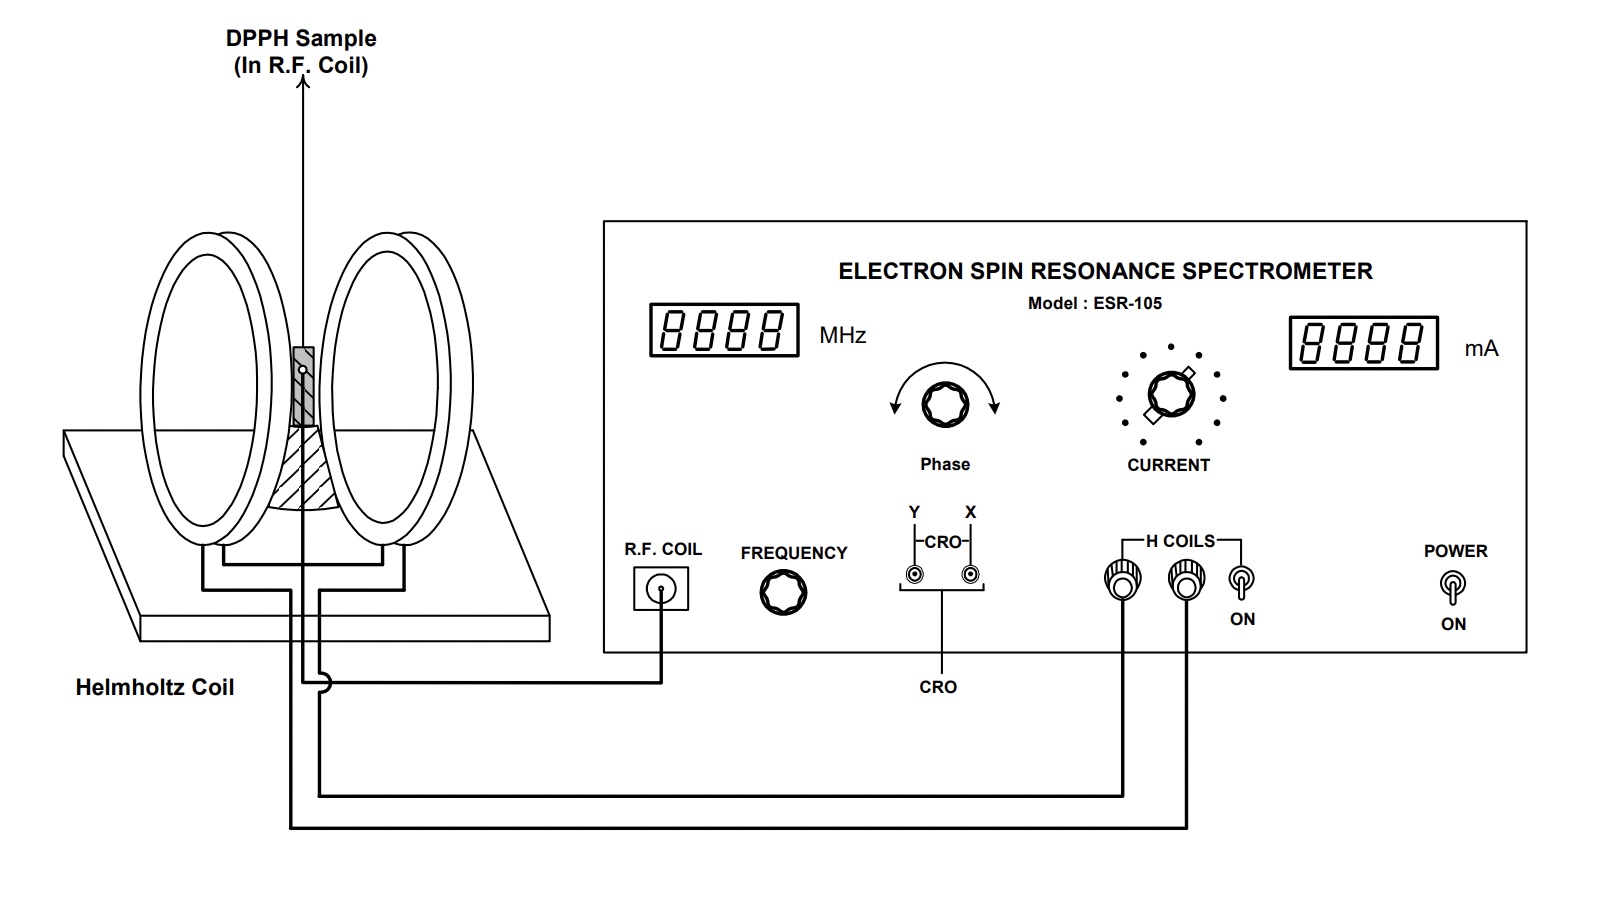 DPPH Sample
(In R.F. Coil)
ELECTRON SPIN RESONANCE SPECTROMETER
Model : ESR-105
8888 MHz
8888 mA
Phase
CURRENT
Y X
CRO
R.F. COIL
FREQUENCY
H COILS
ON
POWER
ON
Helmholtz Coil
CRO